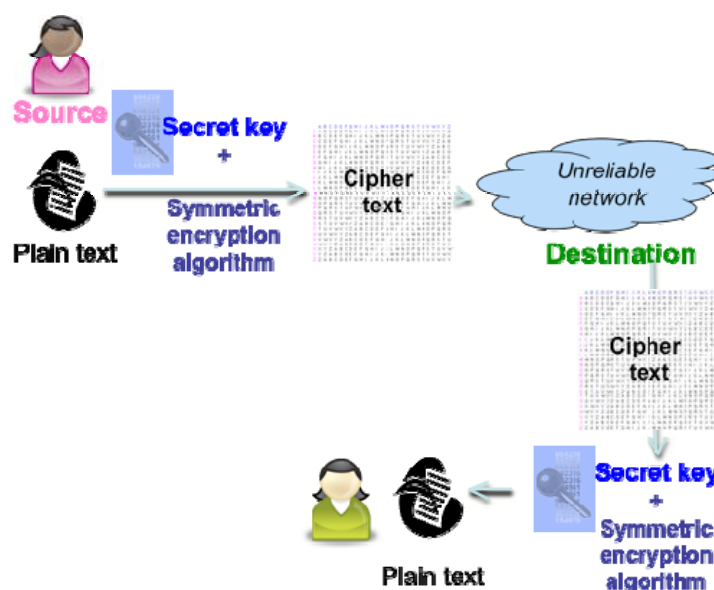 Source
Secret key
+
Symmetric
encryption
algorithm
Plain text
Cipher
text
Unreliable
network
Destination
Cipher
text
Secret key
+
Symmetric
encryption
algorithm
Plain text